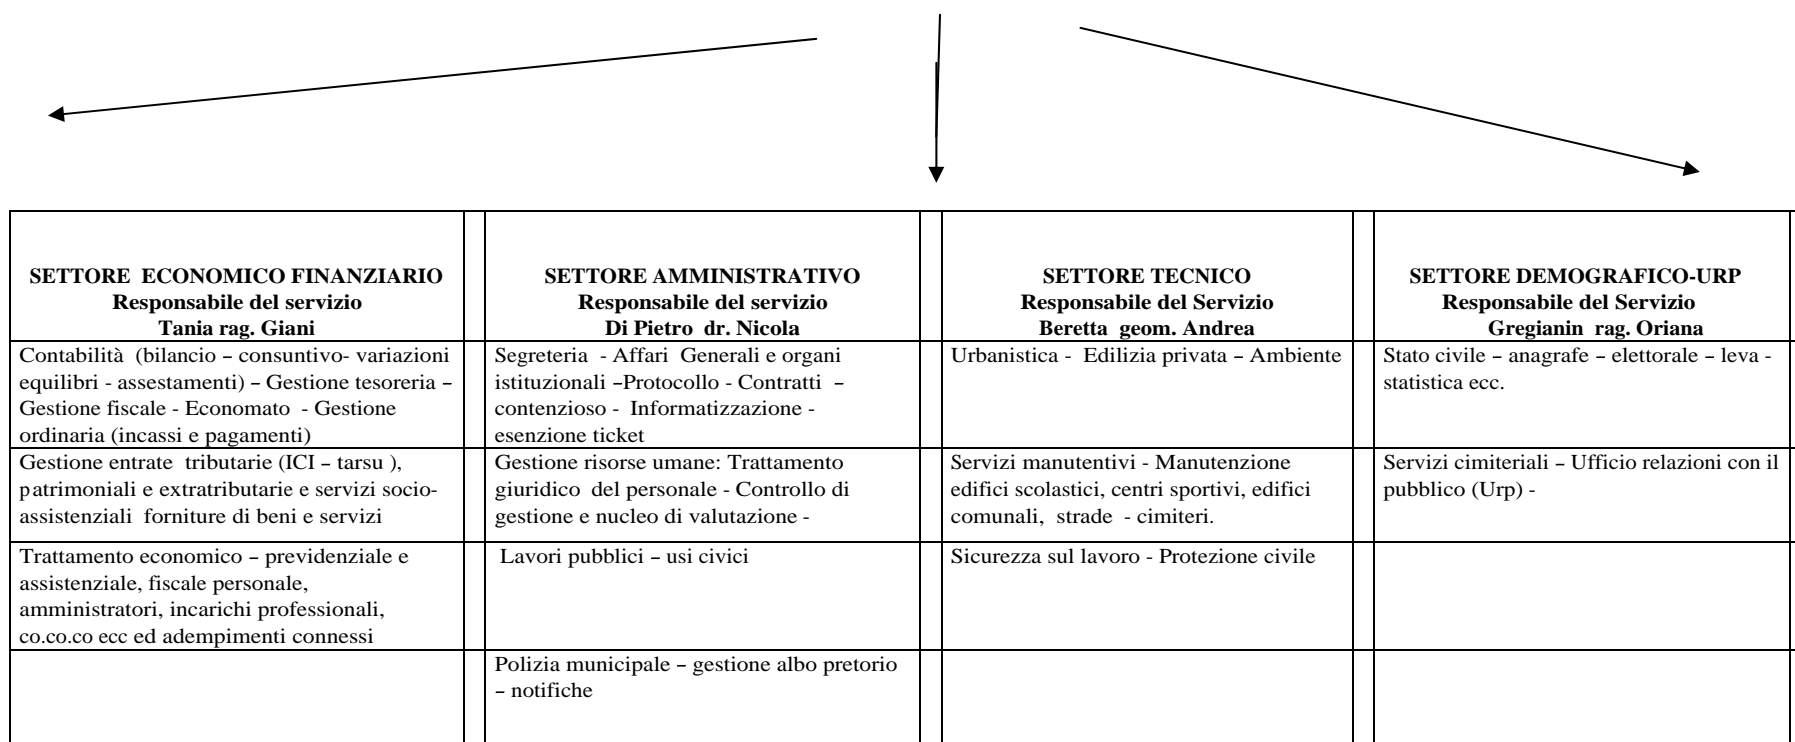 SETTORE ECONOMICO FINANZIARIO
Responsabile del servizio
Tania rag. Giani
SETTORE AMMINISTRATIVO
Responsabile del servizio
Di Pietro dr. Nicola
SETTORE TECNICO
Responsabile del Servizio
Beretta geom. Andrea
SETTORE DEMOGRAFICO-URP
Responsabile del Servizio
Gregianin rag. Oriana
Contabilità (bilancio – consuntivo- variazioni
equilibri - assestamenti) – Gestione tesoreria –
Gestione fiscale - Economato - Gestione
ordinaria (incassi e pagamenti)
Segreteria - Affari Generali e organi
istituzionali –Protocollo - Contratti –
contenzioso - Informatizzazione -
esenzione ticket
Urbanistica - Edilizia privata – Ambiente
Stato civile – anagrafe – elettorale – leva -
statistica ecc.
Gestione entrate tributarie (ICI – tarsu ),
patrimoniali e extratributarie e servizi socio-
assistenziali forniture di beni e servizi
Gestione risorse umane: Trattamento
giuridico del personale - Controllo di
gestione e nucleo di valutazione -
Servizi manutentivi - Manutenzione
edifici scolastici, centri sportivi, edifici
comunali, strade - cimiteri.
Servizi cimiteriali – Ufficio relazioni con il
pubblico (Urp) -
Trattamento economico – previdenziale e
assistenziale, fiscale personale,
amministratori, incarichi professionali,
co.co.co ecc ed adempimenti connessi
Lavori pubblici – usi civici
Sicurezza sul lavoro - Protezione civile
Polizia municipale – gestione albo pretorio
– notifiche